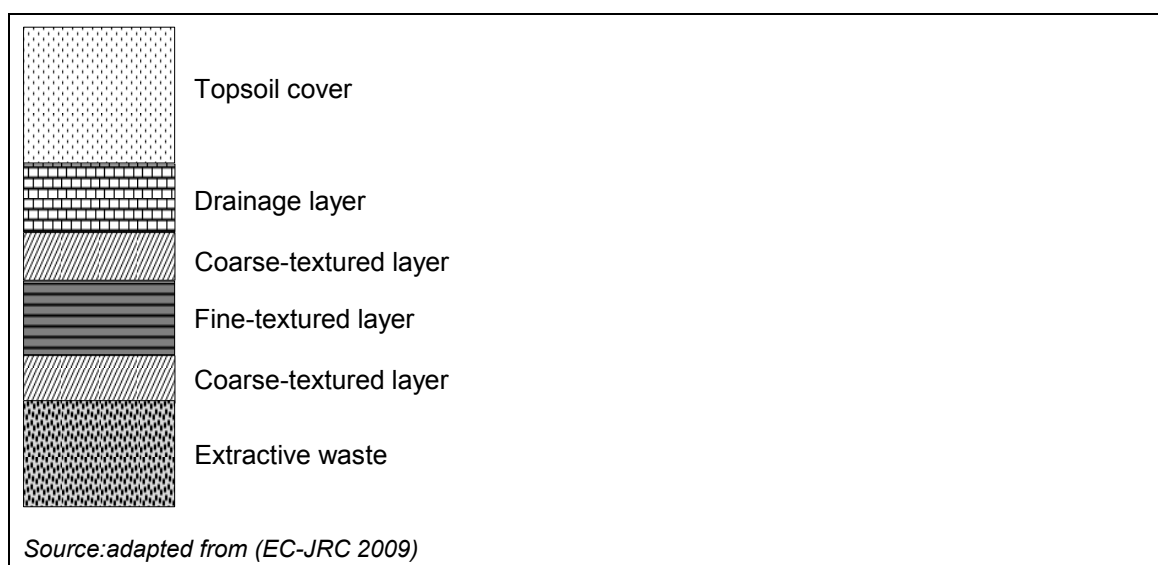 Topsoil cover
Drainage layer
Coarse-textured layer
Fine-textured layer
Coarse-textured layer
Extractive waste
Source:adapted from (EC-JRC 2009)